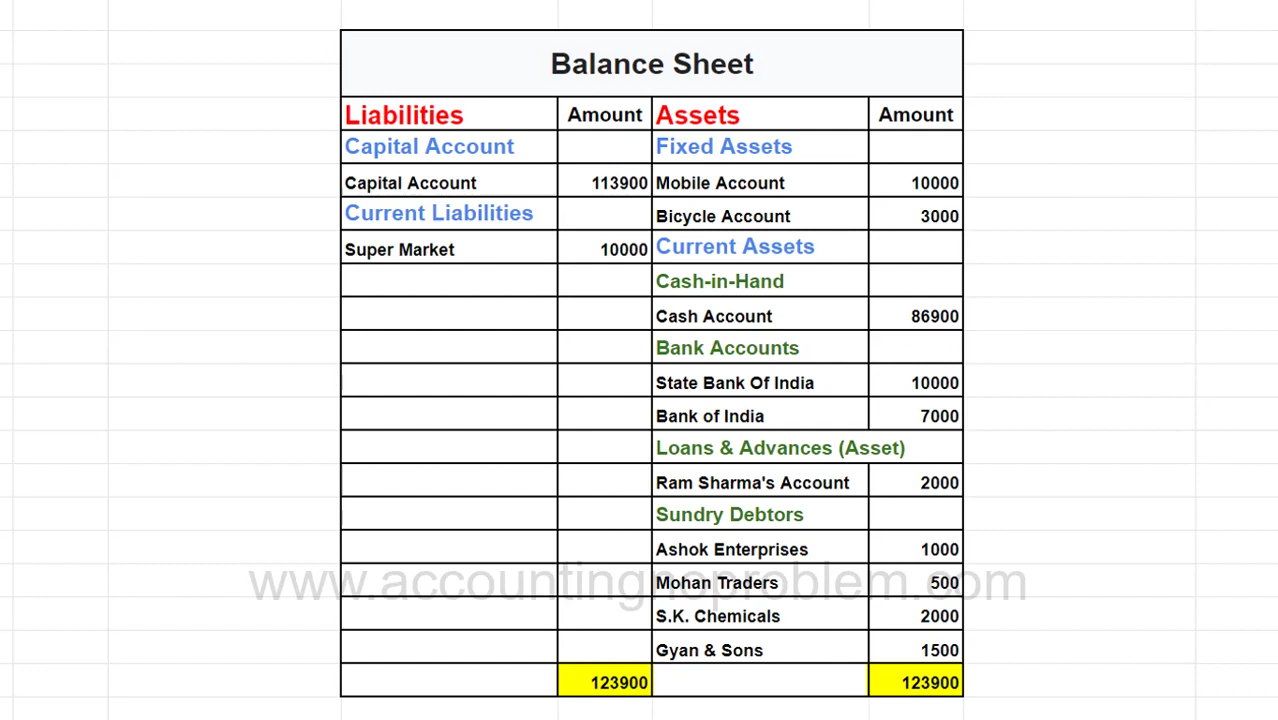 Balance Sheet
Liabilities Amount Assets Amount
Capital Account Fixed Assets
Capital Account 113900 Mobile Account 10000
Current Liabilities Bicycle Account 3000
Super Market 10000 Current Assets
Cash-in-Hand
Cash Account 86900
Bank Accounts
State Bank Of India 10000
Bank of India 7000
Loans & Advances (Asset)
Ram Sharma's Account 2000
Sundry Debtors
Ashok Enterprises 1000
www.accountingnoproblem.com
Mohan Traders 500
S.K. Chemicals 2000
Gyan & Sons 1500
123900 123900